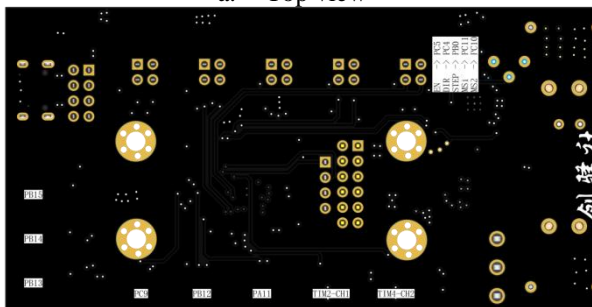 a. Top view
EN -> PC5
DIR -> PC4
STEP -> PB0
MS1 -> PC11
MS2 -> PC10
PB15
PB14
PB13
PC9
PB12
PA11
TIM2-CH1
TIM4-CH2